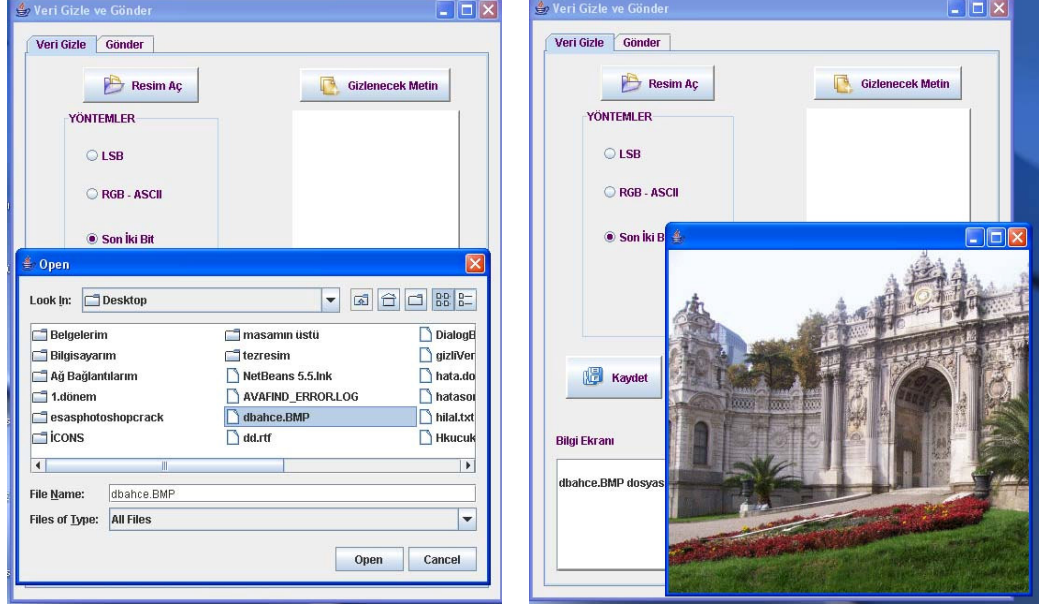 Veri Gizle ve Gönder
Veri Gizle Gönder
Resim Aç Gizlenecek Metin
YÖNTEMLER
LSB
RGB - ASCII
Son İki Bit
Open
Look In: Desktop
Belgelerim masamın üstü DialogB
Bilgisayarım tezresim gizliVer
Ağ Bağlantılarım NetBeans 5.5.lnk hata.do
1.dönem AVAFIND_ERROR.LOG hatasor
esasphotoshopcrack dbahce.BMP hilal.txt
İCONS dd.rtf Hkucuk
File Name: dbahce.BMP
Files of Type: All Files
Open Cancel
Veri Gizle ve Gönder
Veri Gizle Gönder
Resim Aç Gizlenecek Metin
YÖNTEMLER
LSB
RGB - ASCII
Son İki B
Kaydet
Bilgi Ekranı
dbahce.BMP dosyas